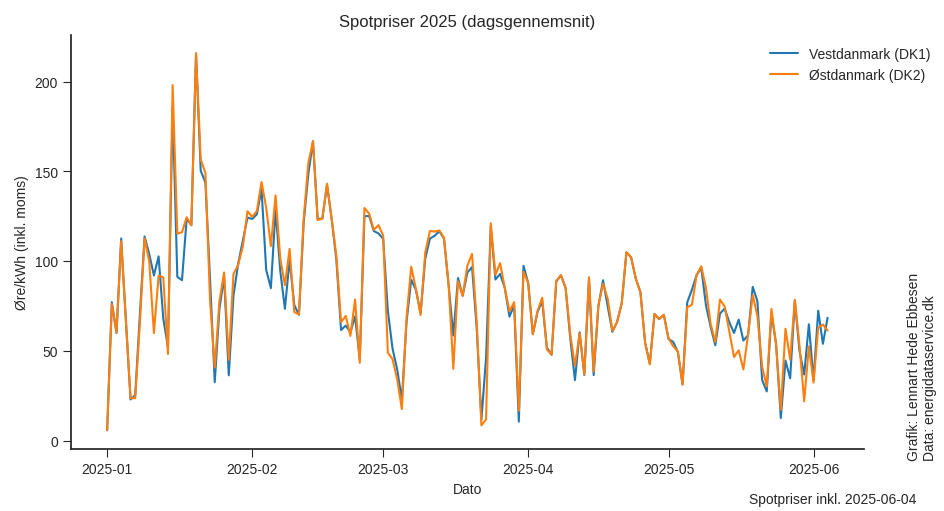 Spotpriser 2025 (dagsgennemsnit)
Vestdanmark (DK1)
Østdanmark (DK2)
200
150
100
50
0
Øre/kWh (inkl. moms)
2025-01
2025-02
2025-03
2025-04
2025-05
2025-06
Dato
Grafik: Lennart Hede Ebbesen
Data: energidataservice.dk
Spotpriser inkl. 2025-06-04